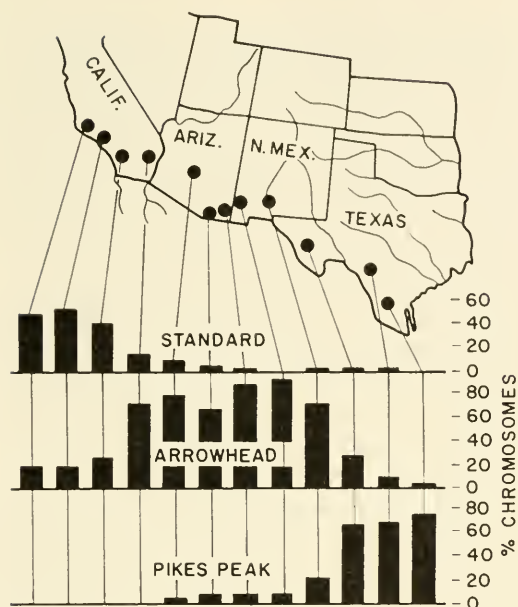 CALIF.
ARIZ.
N. MEX.
TEXAS
STANDARD
60
40
20
0
ARROWHEAD
80
60
40
20
0
PIKES PEAK
80
60
40
20
0
% CHROMOSOMES